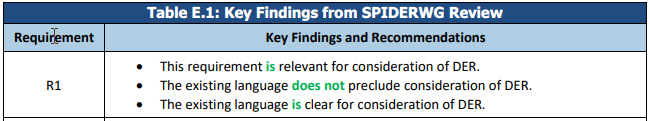 Table E.1: Key Findings from SPIDERWG Review
Requirement Key Findings and Recommendations
R1
• This requirement is relevant for consideration of DER.
• The existing language does not preclude consideration of DER.
• The existing language is clear for consideration of DER.